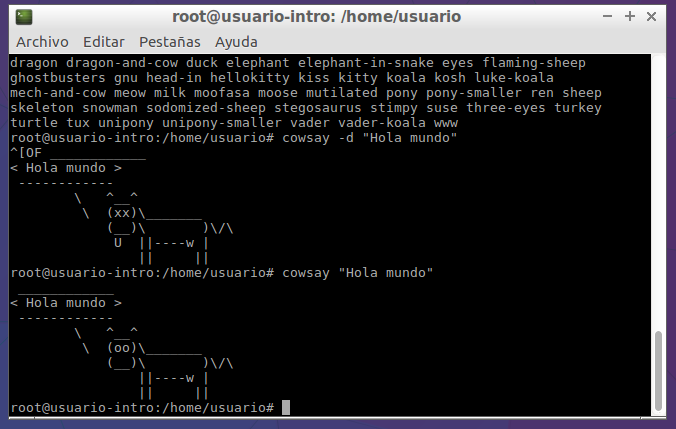 root@usuario-intro: /home/usuario
Archivo Editar Pestañas Ayuda
dragon dragon-and-cow duck elephant elephant-in-snake eyes flaming-sheep
ghostbusters gnu head-in hellokitty kiss kitty koala kosh luke-koala
mech-and-cow meow milk moofasa moose mutilated pony pony-smaller ren sheep
skeleton snowman sodomized-sheep stegosaurus stimpy suse three-eyes turkey
turtle tux unipony unipony-smaller vader vader-koala www
root@usuario-intro:/home/usuario# cowsay -d "Hola mundo"
^[OF ____________
< Hola mundo >
 ------------
        \   ^__^
         \  (xx)\_______
            (__)\       )\/\
             U  ||----w |
                ||     ||
root@usuario-intro:/home/usuario# cowsay "Hola mundo"
 ____________
< Hola mundo >
 ------------
        \   ^__^
         \  (oo)\_______
            (__)\       )\/\
                ||----w |
                ||     ||
root@usuario-intro:/home/usuario#